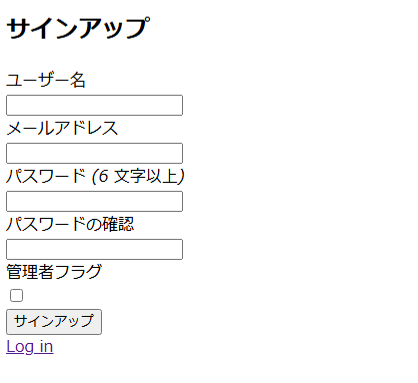 サインアップ
ユーザー名
メールアドレス
パスワード (6 文字以上)
パスワードの確認
管理者フラグ
サインアップ
Log in